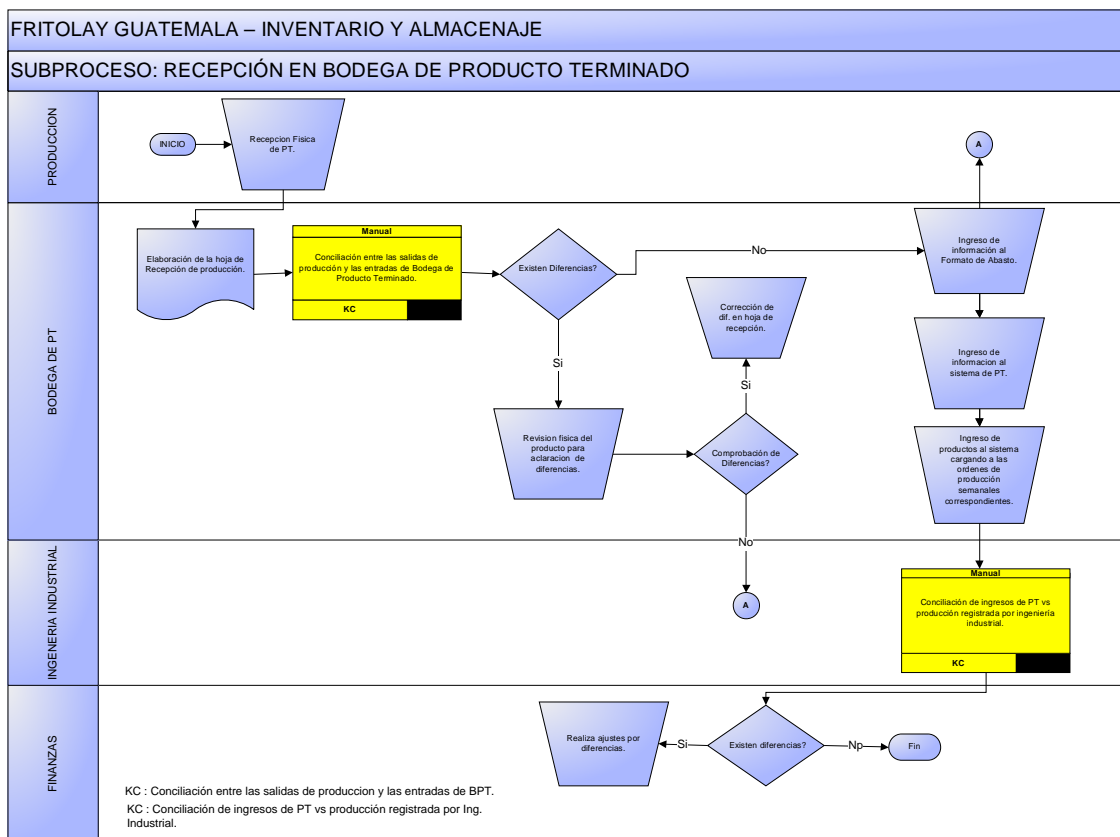 FRITOLAY GUATEMALA – INVENTARIO Y ALMACENAJE
SUBPROCESO: RECEPCIÓN EN BODEGA DE PRODUCTO TERMINADO
PRODUCCION
INICIO
Recepcion Fisica
de PT.
A
BODEGA DE PT
Elaboración de la hoja de
Recepción de producción.
Manual
Conciliación entre las salidas
de producción y las entradas de Bodega de
Producto Terminado.
KC
Existen Diferencias?
No
Ingreso de
información al
Formato de Abasto.
Corrección de
dif. en hoja de
recepción.
Ingreso de
informacion al
sistema de PT.
Si
Si
Revision fisica del
producto para
aclaracion de
diferencias.
Comprobación de
Diferencias?
Ingreso de
productos al sistema
cargando a las
ordenes de
producción
semanales
correspondientes.
No
INGENERIA INDUSTRIAL
A
Manual
Conciliación de ingresos de PT vs
producción registrada por ingeniería
industrial.
KC
FINANZAS
Realiza ajustes por
diferencias.
Si
Existen diferencias?
Np
Fin
KC : Conciliación entre las salidas de produccion y las entradas de BPT.
KC : Conciliación de ingresos de PT vs producción registrada por Ing.
Industrial.